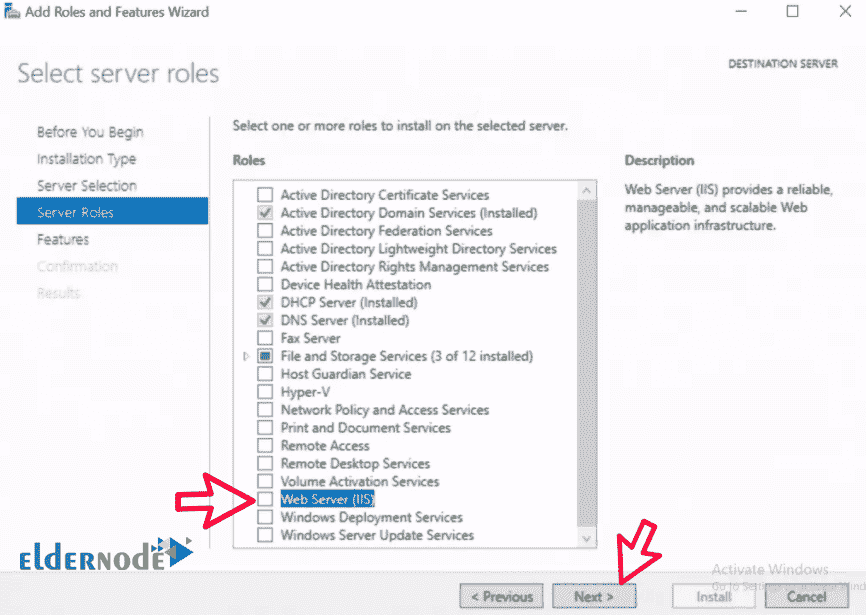 Add Roles and Features Wizard
Select server roles
DESTINATION SERVER
Before You Begin
Installation Type
Server Selection
Server Roles
Features
Confirmation
Results
Select one or more roles to install on the selected server.
Roles
Active Directory Certificate Services
Active Directory Domain Services (Installed)
Active Directory Federation Services
Active Directory Lightweight Directory Services
Active Directory Rights Management Services
Device Health Attestation
DHCP Server (Installed)
DNS Server (Installed)
Fax Server
File and Storage Services (3 of 12 installed)
Host Guardian Service
Hyper-V
Network Policy and Access Services
Print and Document Services
Remote Access
Remote Desktop Services
Volume Activation Services
Web Server (IIS)
Windows Deployment Services
Windows Server Update Services
Description
Web Server (IIS) provides a reliable,
manageable, and scalable Web
application infrastructure.
eldernode
Activate Windows
Go to Settings
< Previous
Next >
Install
Cancel